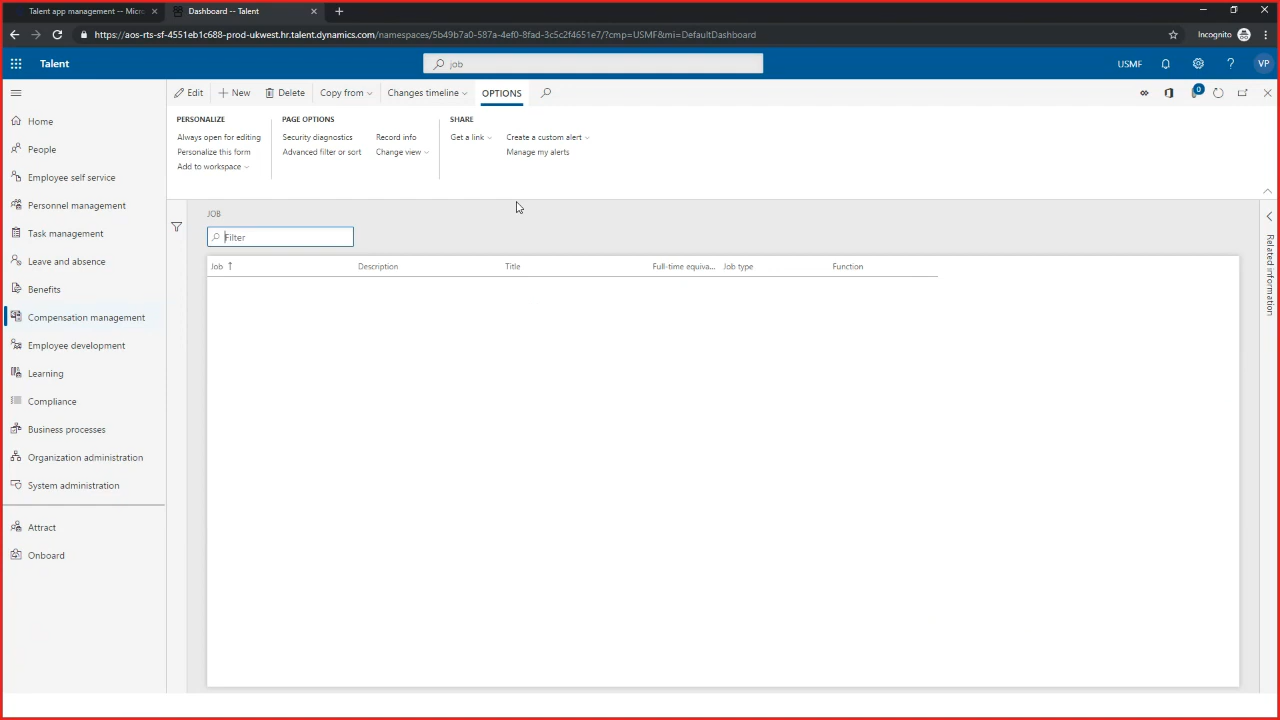 Talent app management -- Micro
Dashboard -- Talent
https://aos-rts-sf-4551eb1c688-prod-ukwest.hr.talent.dynamics.com/namespaces/5b49b7a0-587a-4ef0-8fad-3c5c2f4651e7/?cmp=USMF&mi=DefaultDashboard
Incognito
Talent
job
USMF
?
VP
Edit
New
Delete
Copy from
Changes timeline
OPTIONS
0
PERSONALIZE
Always open for editing
Personalize this form
Add to workspace
PAGE OPTIONS
Security diagnostics
Advanced filter or sort
Record info
Change view
SHARE
Get a link
Create a custom alert
Manage my alerts
Home
People
Employee self service
Personnel management
Task management
Leave and absence
Benefits
Compensation management
Employee development
Learning
Compliance
Business processes
Organization administration
System administration
Attract
Onboard
JOB
Filter
Job ↑ Description Title Full-time equiva... Job type Function
Related information